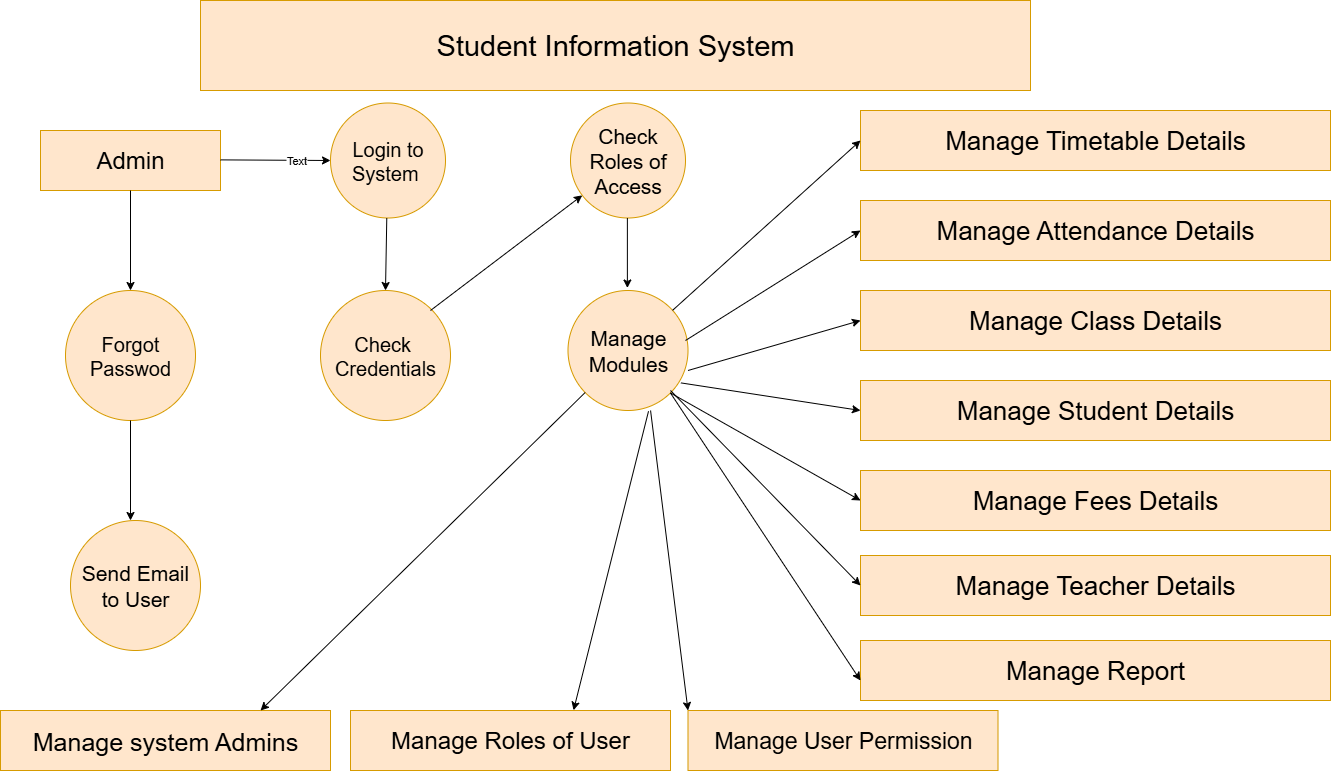 Student Information System
Admin
Text
Login to
System
Check
Roles of
Access
Manage Timetable Details
Manage Attendance Details
Manage Class Details
Forgot
Passwod
Check
Credentials
Manage
Modules
Manage Student Details
Manage Fees Details
Send Email
to User
Manage Teacher Details
Manage Report
Manage system Admins
Manage Roles of User
Manage User Permission